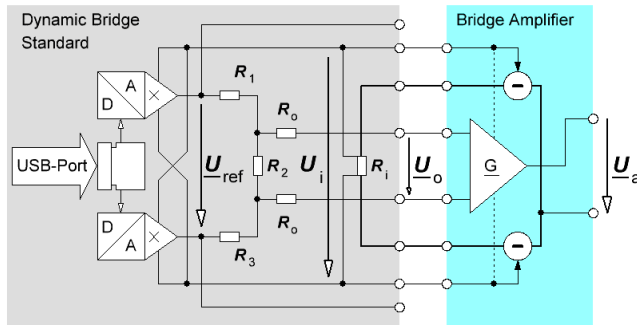 Dynamic Bridge
Standard
Bridge Amplifier
D A
×
R1
Ro
USB-Port
Uref
R2
Ui
Ri
Uo
G
Ua
Ro
D A
×
R3
−
−